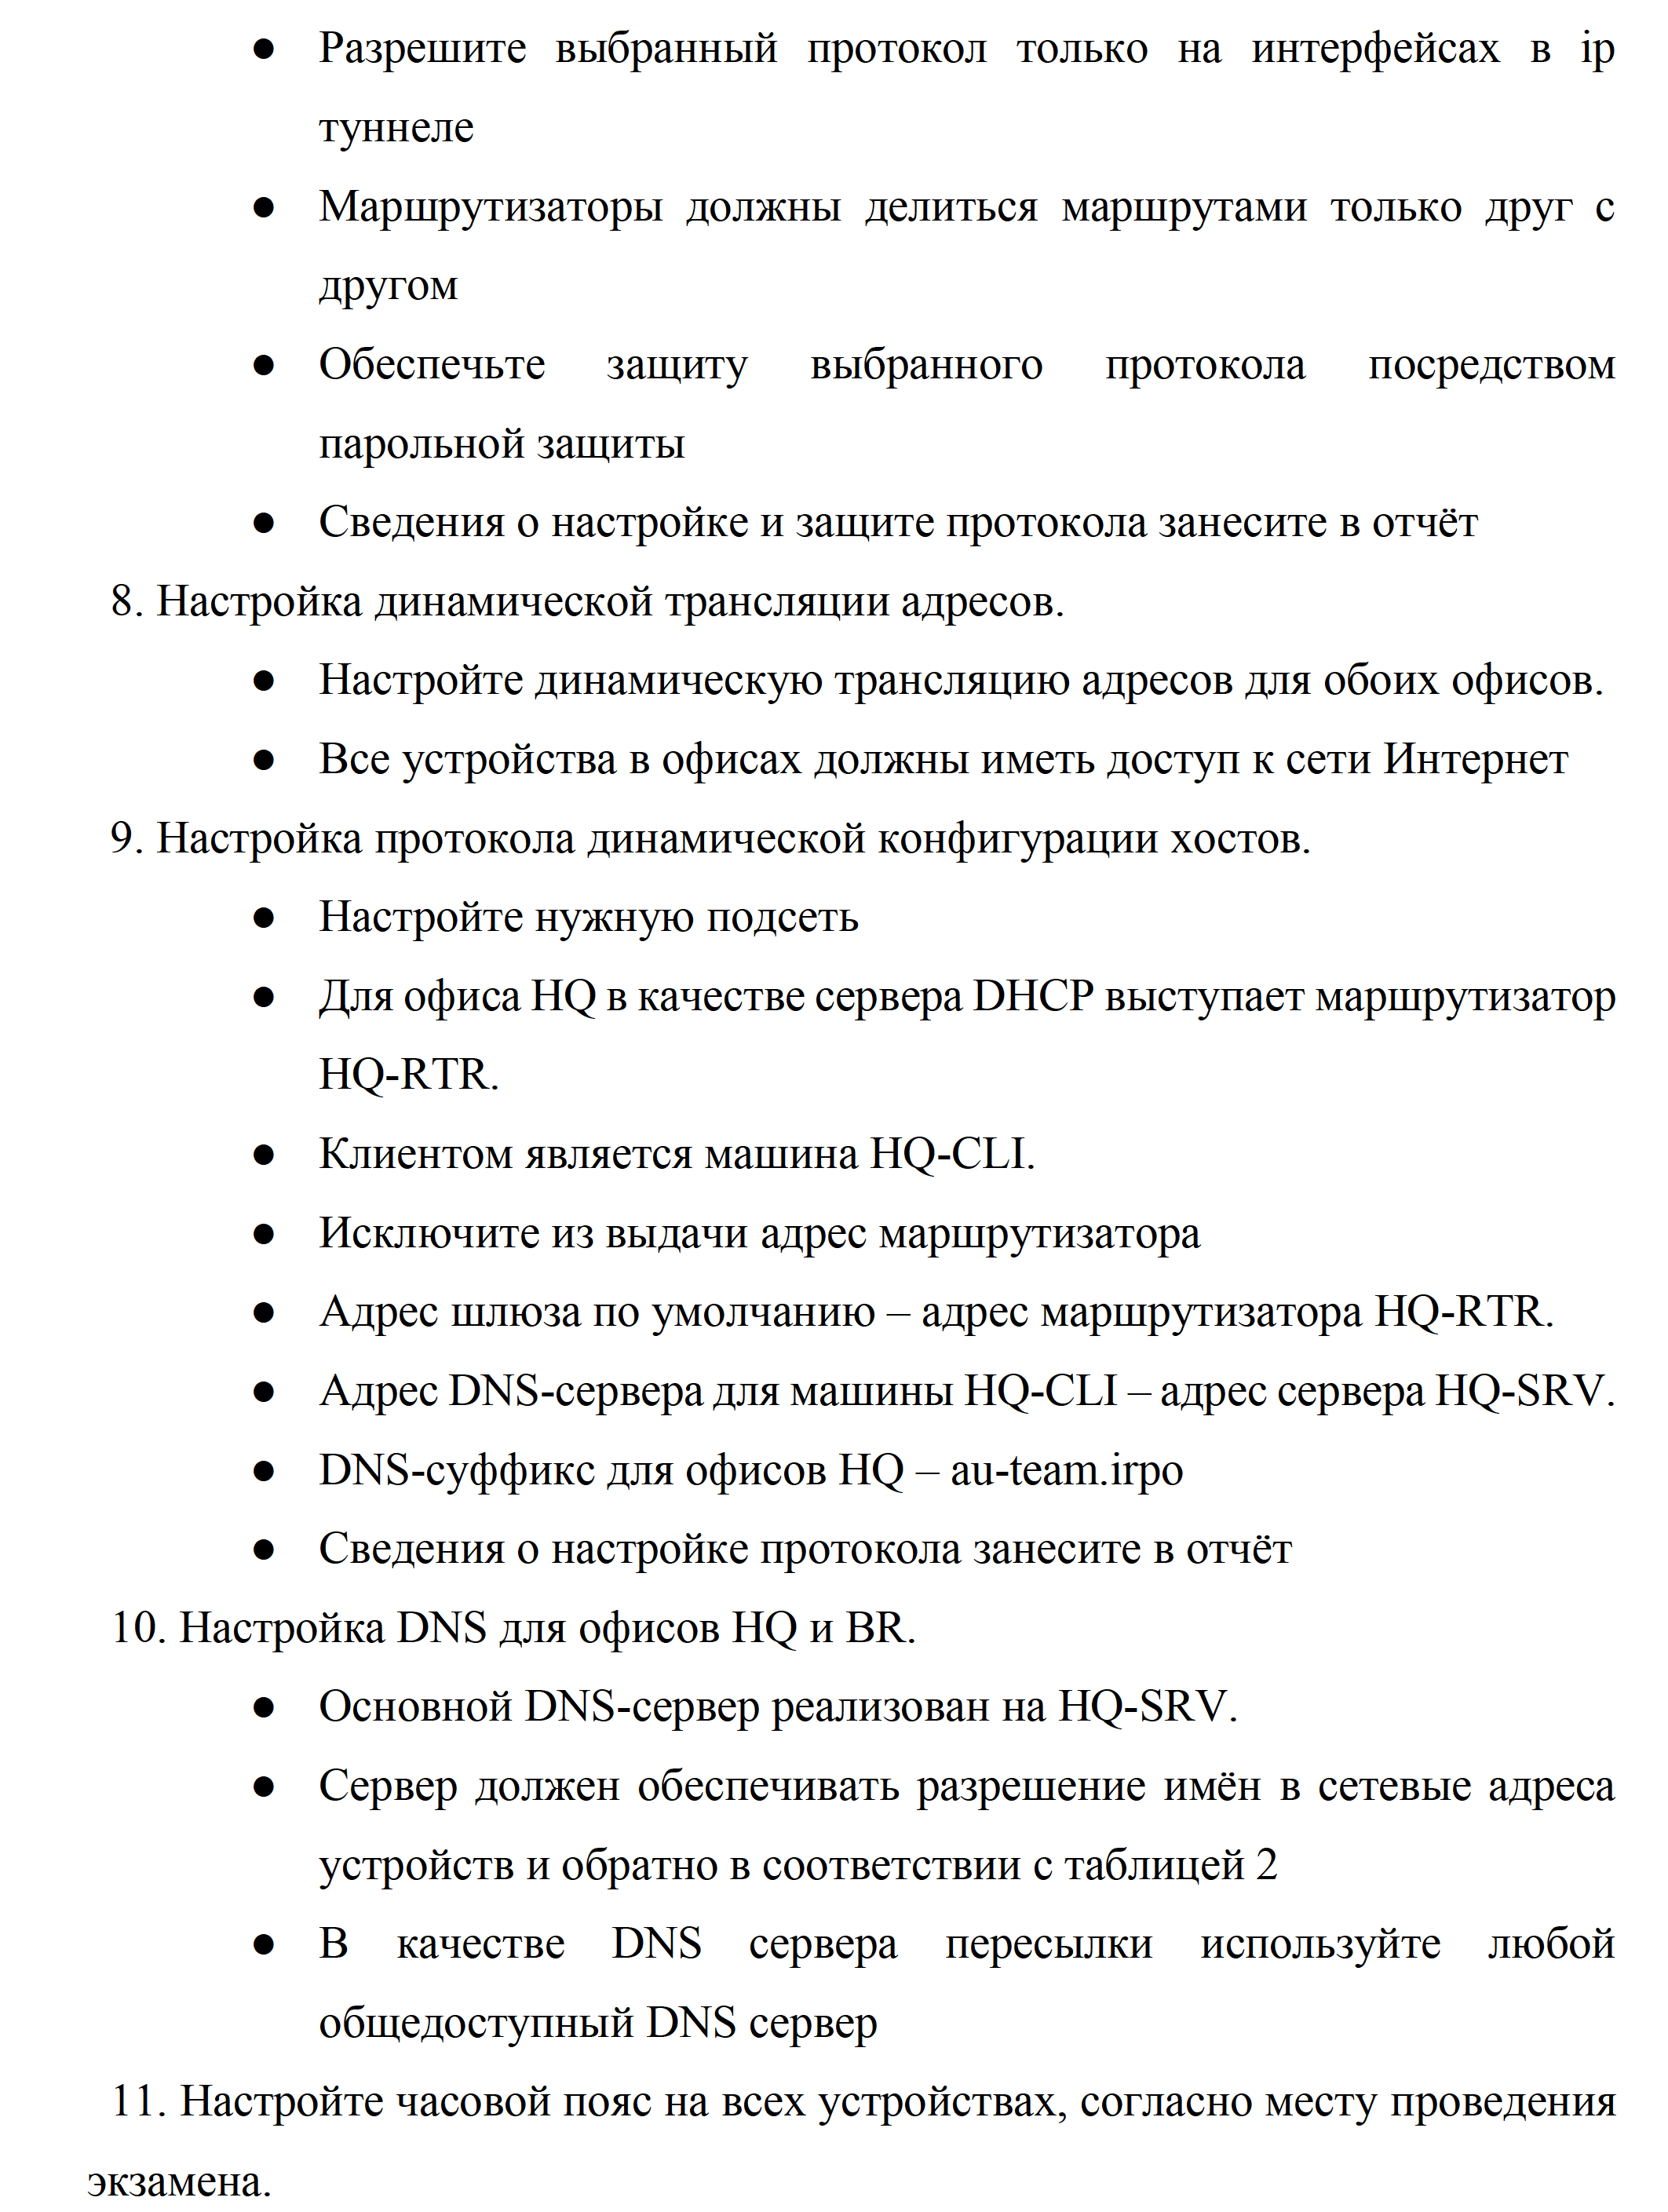 ● Разрешите выбранный протокол только на интерфейсах в ip
туннеле
● Маршрутизаторы должны делиться маршрутами только друг с
другом
● Обеспечьте защиту выбранного протокола посредством
парольной защиты
● Сведения о настройке и защите протокола занесите в отчёт
8. Настройка динамической трансляции адресов.
● Настройте динамическую трансляцию адресов для обоих офисов.
● Все устройства в офисах должны иметь доступ к сети Интернет
9. Настройка протокола динамической конфигурации хостов.
● Настройте нужную подсеть
● Для офиса HQ в качестве сервера DHCP выступает маршрутизатор
HQ-RTR.
● Клиентом является машина HQ-CLI.
● Исключите из выдачи адрес маршрутизатора
● Адрес шлюза по умолчанию – адрес маршрутизатора HQ-RTR.
● Адрес DNS-сервера для машины HQ-CLI – адрес сервера HQ-SRV.
● DNS-суффикс для офисов HQ – au-team.irpo
● Сведения о настройке протокола занесите в отчёт
10. Настройка DNS для офисов HQ и BR.
● Основной DNS-сервер реализован на HQ-SRV.
● Сервер должен обеспечивать разрешение имён в сетевые адреса
устройств и обратно в соответствии с таблицей 2
● В качестве DNS сервера пересылки используйте любой
общедоступный DNS сервер
11. Настройте часовой пояс на всех устройствах, согласно месту проведения
экзамена.